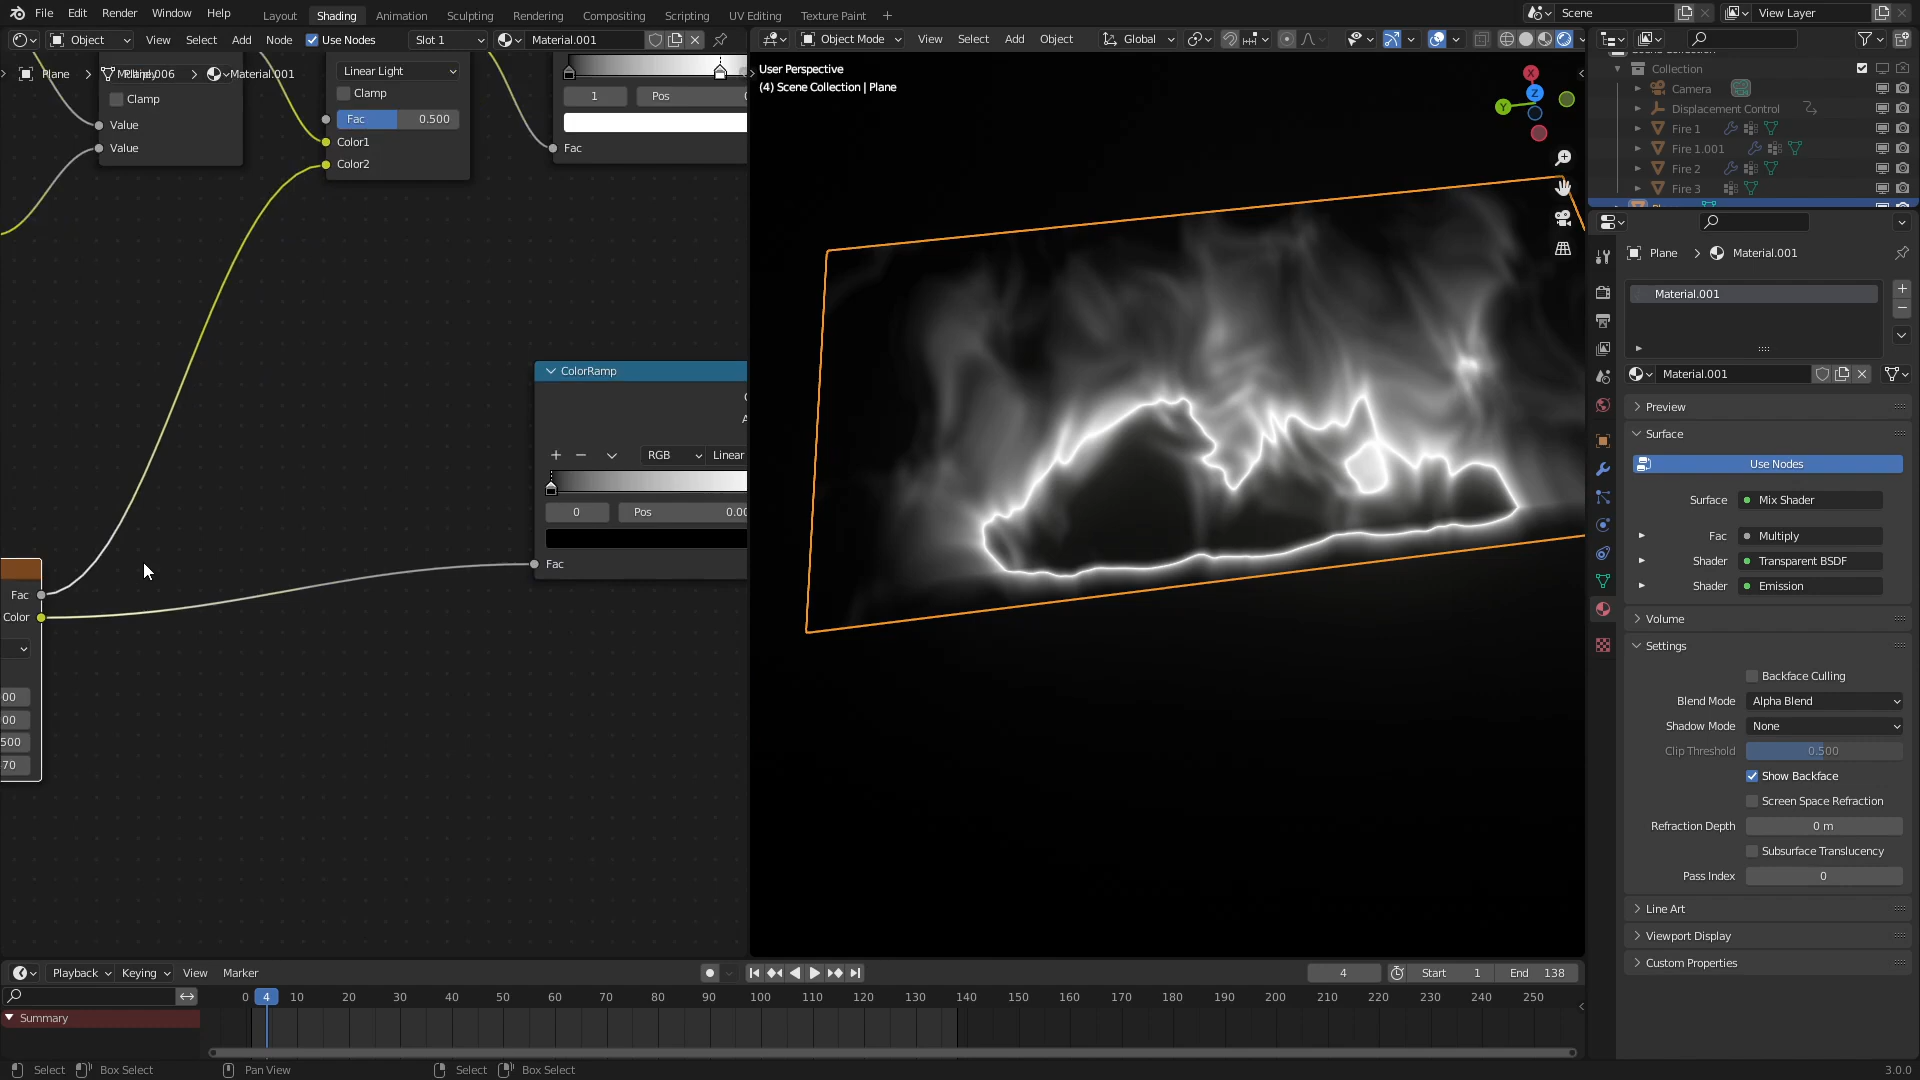 File Edit Render Window Help Layout Shading Animation Sculpting Rendering Compositing Scripting UV Editing Texture Paint + Scene View Layer
Object View Select Add Node Use Nodes Slot 1 Material.001 Object Mode View Select Add Object Global
Plane Material.001
Clamp
Value
Value
Linear Light
Clamp
Fac 0.500
Color1
Color2
1 Pos
Fac
ColorRamp
RGB Linear
0 Pos 0.00
Fac
Fac
Color
00
00
500
70
User Perspective
(4) Scene Collection | Plane
X
Y
Z
Collection
Camera
Displacement Control
Fire 1
Fire 1.001
Fire 2
Fire 3
Plane Material.001
Material.001
Material.001
Preview
Surface
Use Nodes
Surface Mix Shader
Fac Multiply
Shader Transparent BSDF
Shader Emission
Volume
Settings
Backface Culling
Blend Mode Alpha Blend
Shadow Mode None
Clip Threshold 0.500
Show Backface
Screen Space Refraction
Refraction Depth 0 m
Subsurface Translucency
Pass Index 0
Line Art
Viewport Display
Custom Properties
Playback Keying View Marker 4 Start 1 End 138
0 4 10 20 30 40 50 60 70 80 90 100 110 120 130 140 150 160 170 180 190 200 210 220 230 240 250
Summary
Select Box Select Pan View Select Box Select 3.0.0